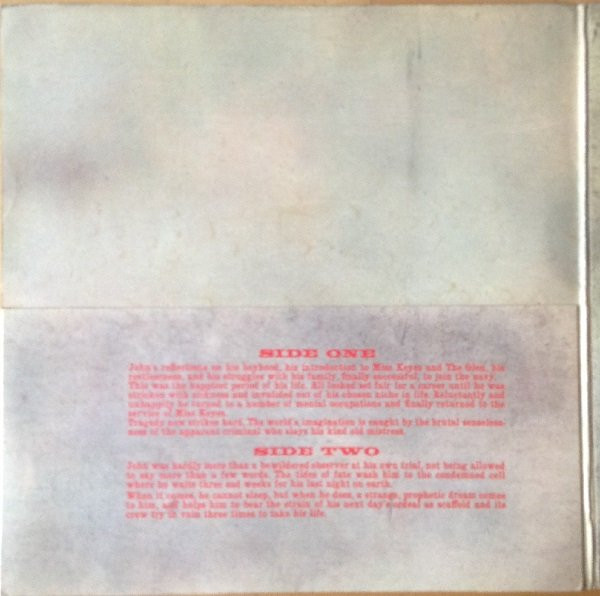 SIDE ONE
John's reflections on his boyhood, his introduction to Miss Keyes and The Glen, his
restlessness, and his struggles with his family, finally successful, to join the navy.
This was the happiest period of his life. All looked set fair for a career until he was
stricken with sickness and invalided out of his chosen niche in life. Reluctantly and
unhappily he turned to a number of menial occupations and finally returned to the
service of Miss Keyes.
Tragedy now strikes hard. The world's imagination is caught by the brutal senseless-
ness of the apparent criminal who slays his kind old mistress.
SIDE TWO
John was hardly more than a bewildered observer at his own trial, not being allowed
to say more than a few words. The tides of fate wash him to the condemned cell
where he waits three sad weeks for his last night on earth.
When it comes, he cannot sleep, but when he does, a strange, prophetic dream comes
to him, and helps him to bear the strain of his next day's ordeal as scaffold and its
crew try in vain three times to take his life.